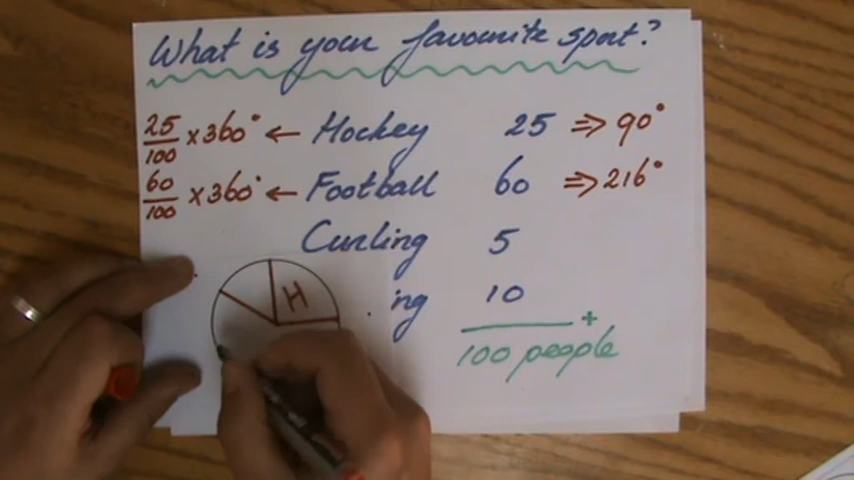 What is your favourite sport?
25/100 × 360° ← Hockey 25 ⇒ 90°
60/100 × 360° ← Football 60 ⇒ 216°
Curling 5
ing 10
+
100 people
H